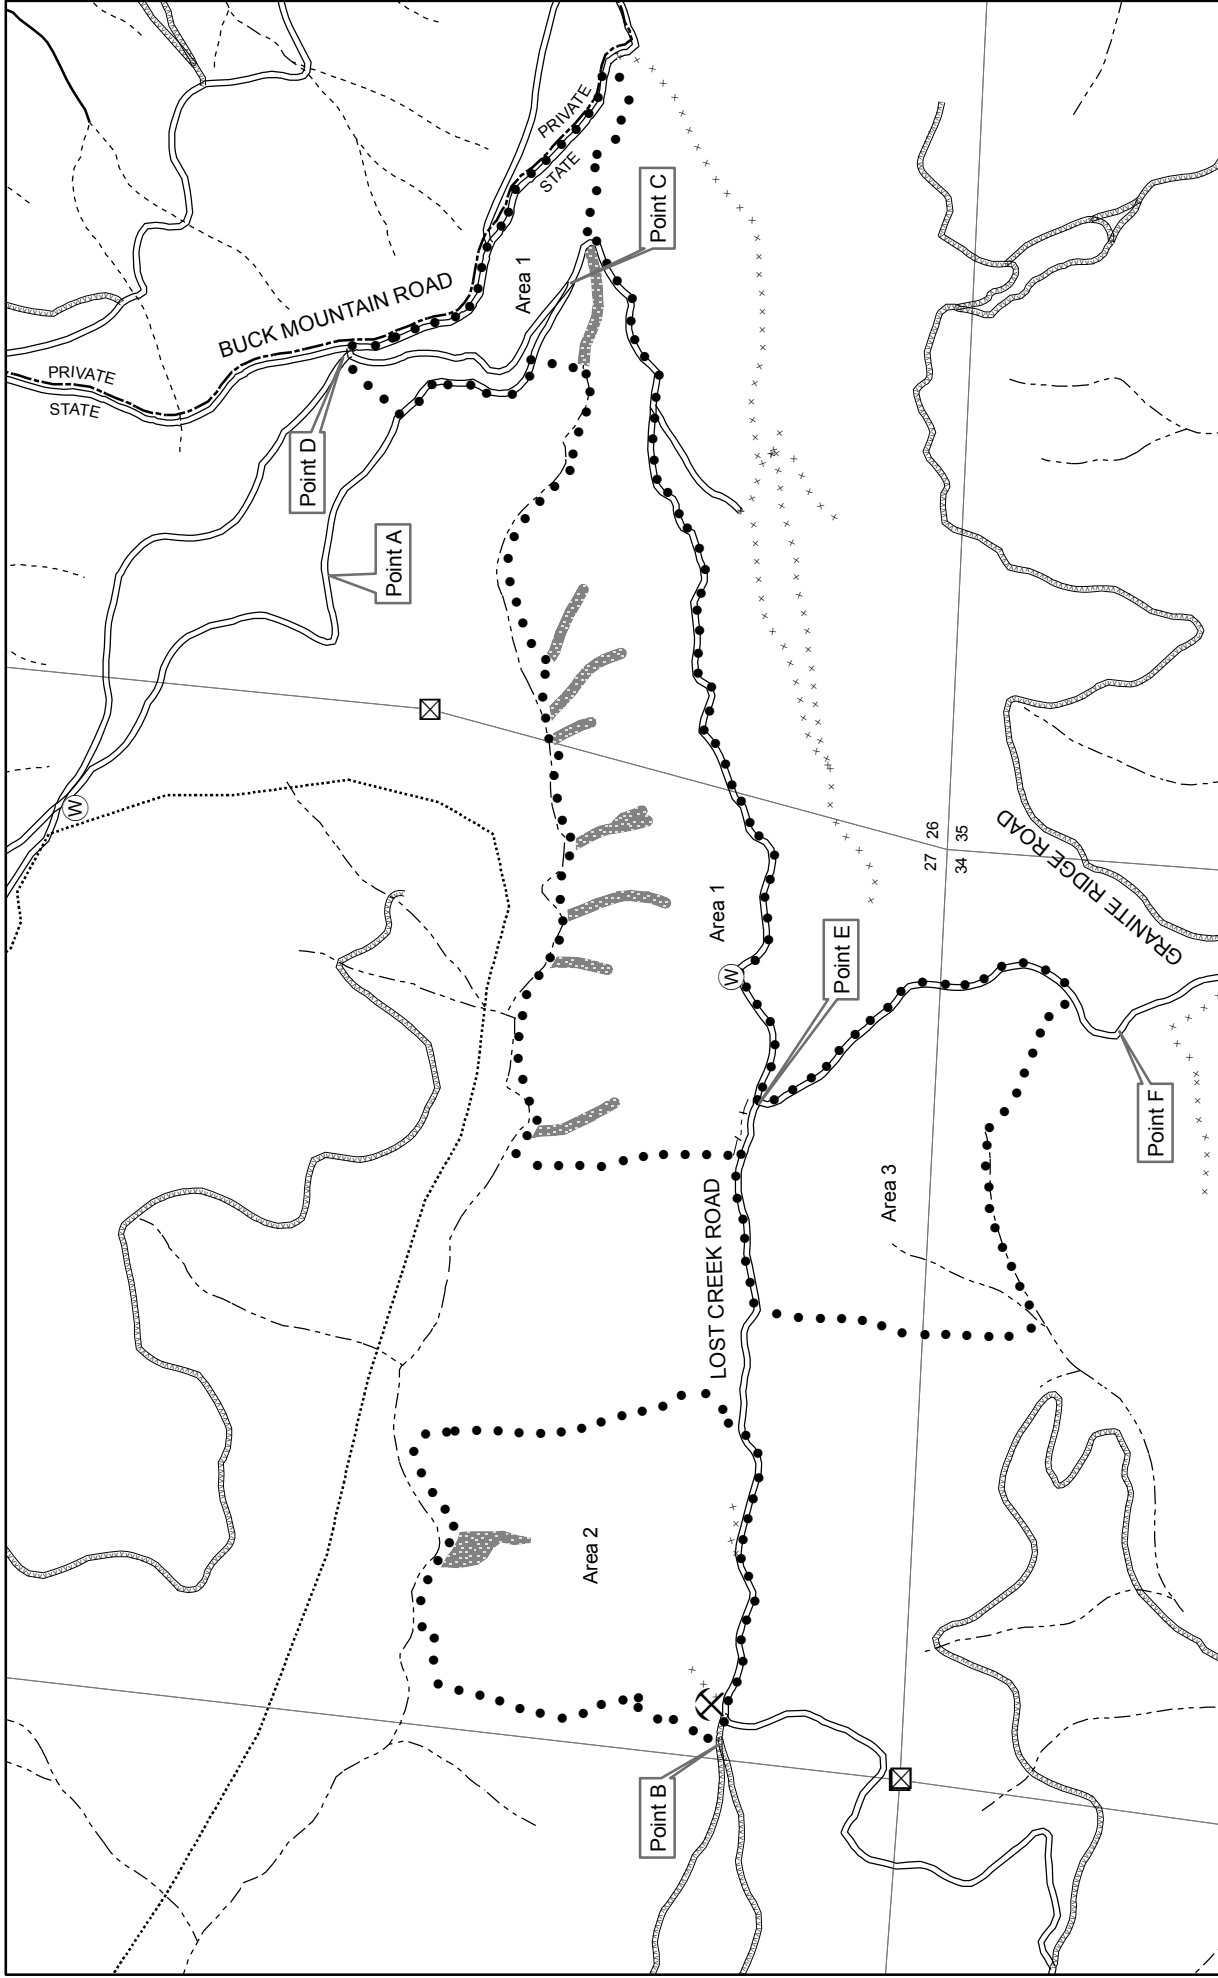 PRIVATE
STATE
BUCK MOUNTAIN ROAD
PRIVATE
STATE
Point C
Area 1
Point D
Point A
W
Area 1
W
27 26
34 35
GRANITE RIDGE ROAD
Point E
Point F
Area 3
LOST CREEK ROAD
Area 2
Point B